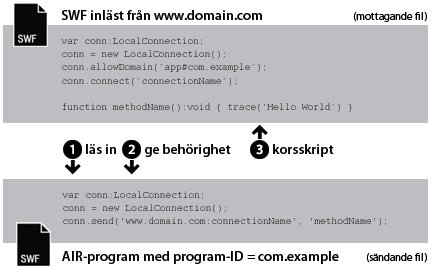 SWF inläst från www.domain.com (mottagande fil)
SWF
var conn:LocalConnection;
conn = new LocalConnection();
conn.allowDomain('app#com.example');
conn.connect('connectionName');
function methodName():void { trace('Hello World') }
1 läs in 2 ge behörighet 3 korsskript
var conn:LocalConnection;
conn = new LocalConnection();
conn.send('www.domain.com:connectionName', 'methodName');
SWF
AIR-program med program-ID = com.example (sändande fil)